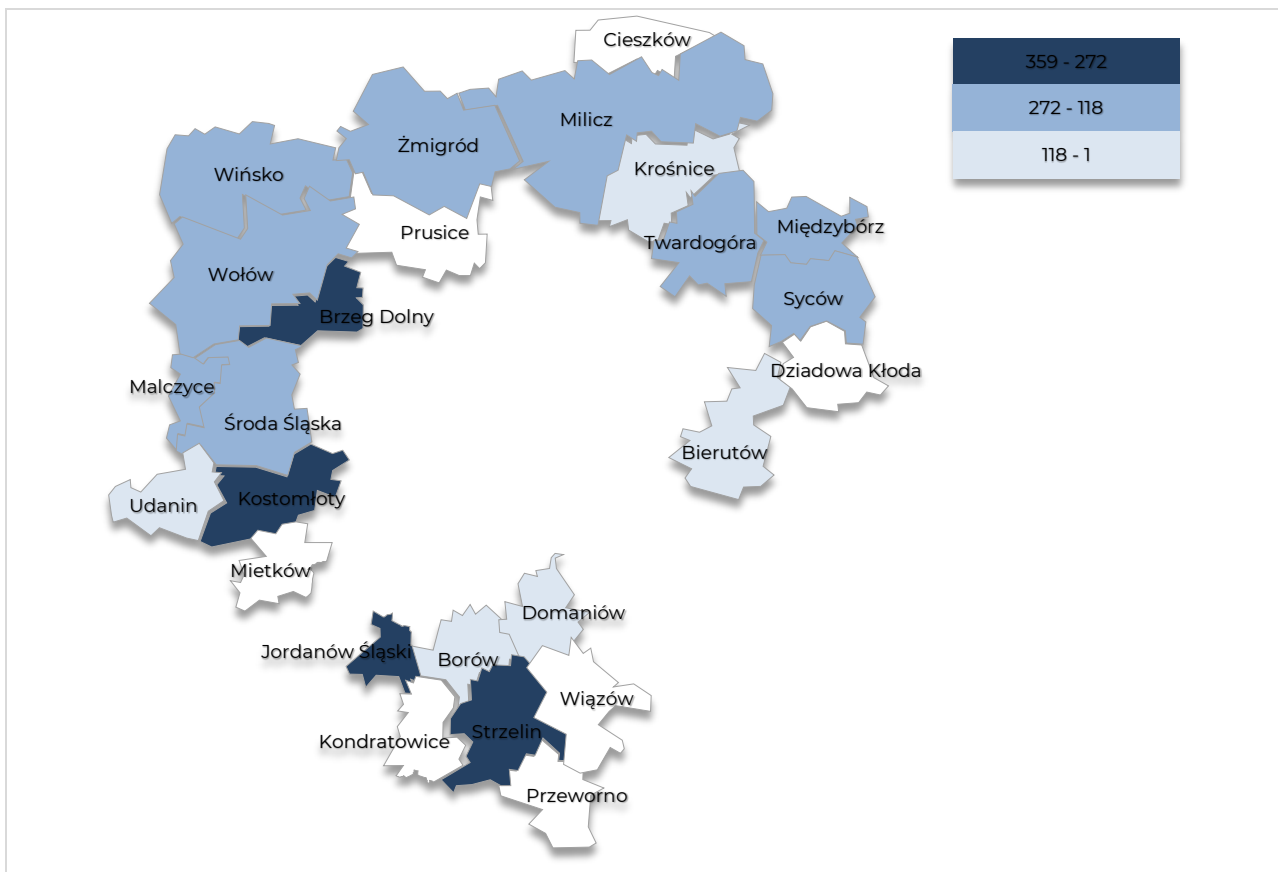 Cieszków
359 - 272
272 - 118
118 - 1
Milicz
Żmigród
Krośnice
Wińsko
Międzybórz
Prusice
Twardogóra
Wołów
Syców
Brzeg Dolny
Dziadowa Kłoda
Malczyce
Środa Śląska
Bierutów
Kostomłoty
Udanin
Mietków
Domaniów
Jordanów Śląski
Borów
Wiązów
Strzelin
Kondratowice
Przeworno